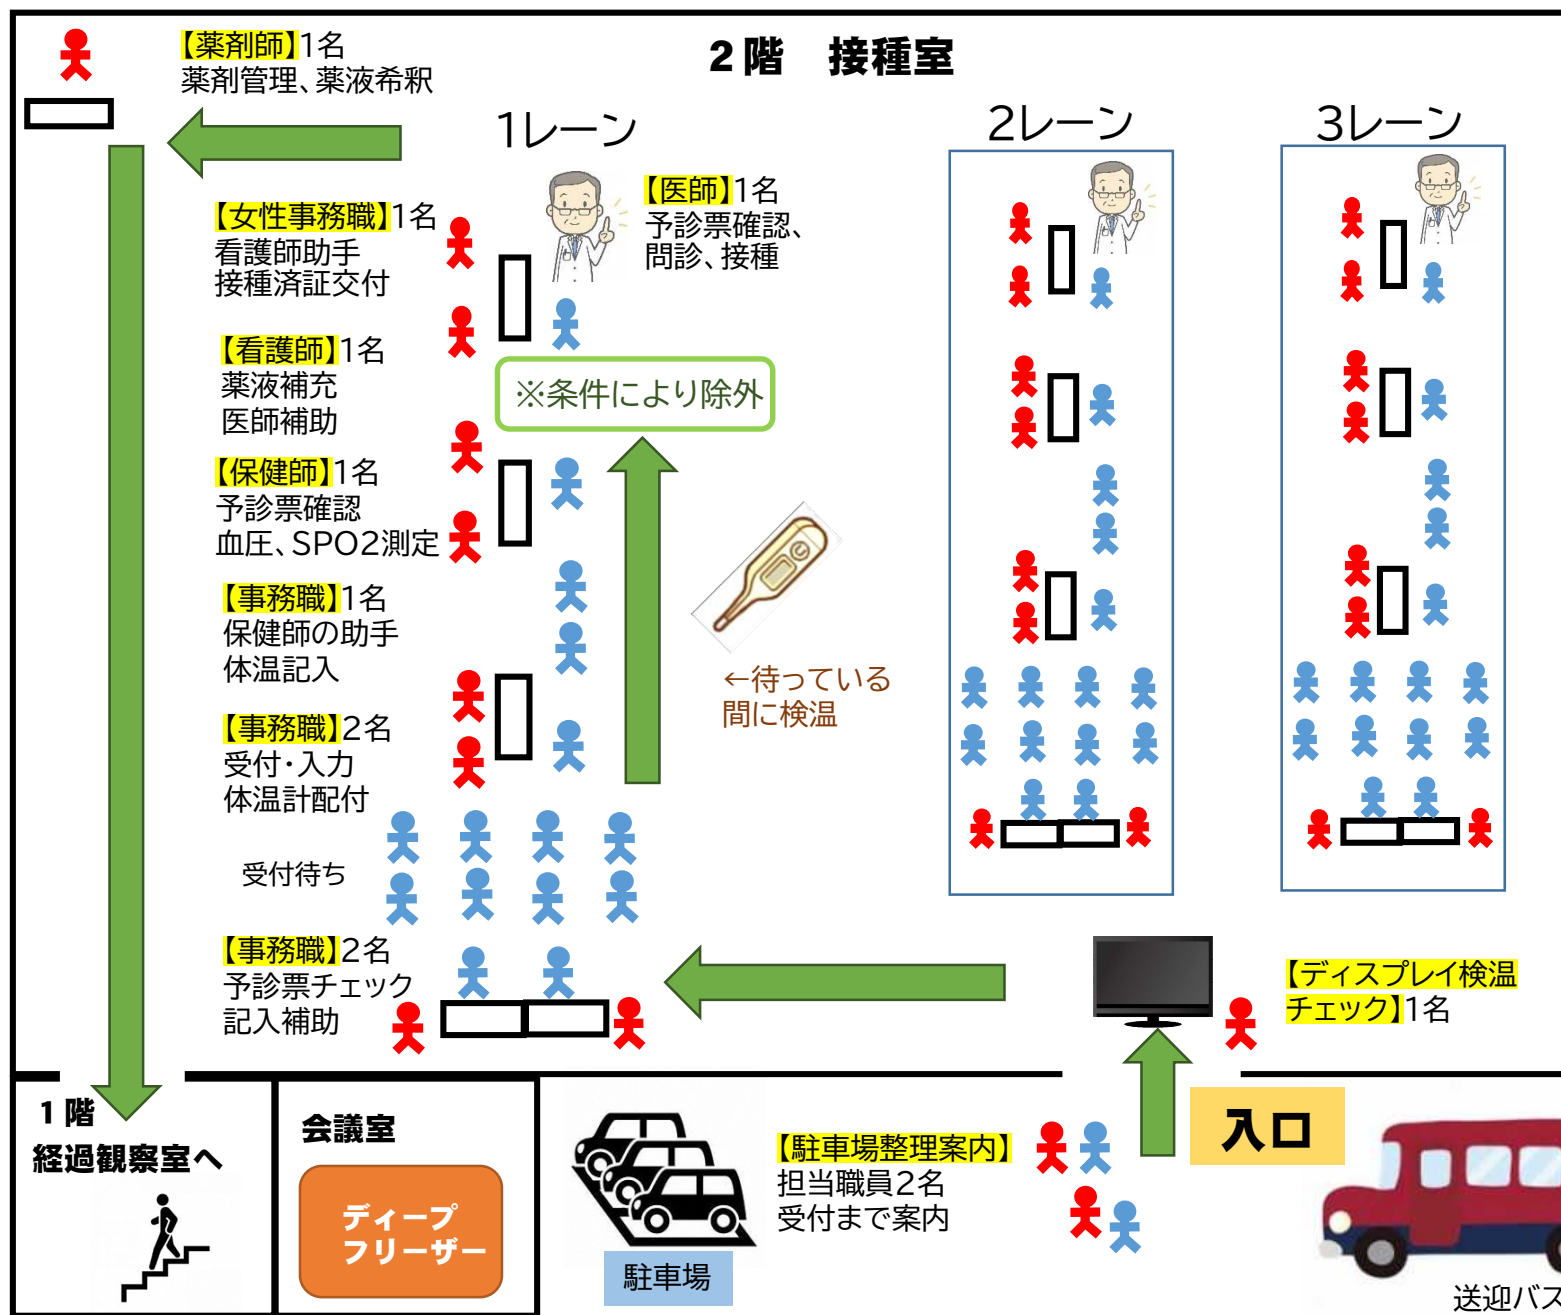 2階　接種室
【薬剤師】1名
薬剤管理、薬液希釈
1レーン
2レーン
3レーン
【医師】1名
予診票確認、
問診、接種
【女性事務職】1名
看護師助手
接種済証交付
【看護師】1名
薬液補充
医師補助
※条件により除外
【保健師】1名
予診票確認
血圧、SPO2測定
【事務職】1名
保健師の助手
体温記入
←待っている
間に検温
【事務職】2名
受付・入力
体温計配付
受付待ち
【事務職】2名
予診票チェック
記入補助
【ディスプレイ検温
チェック】1名
1階
経過観察室へ
会議室
ディープ
フリーザー
【駐車場整理案内】
担当職員2名
受付まで案内
駐車場
入口
送迎バス